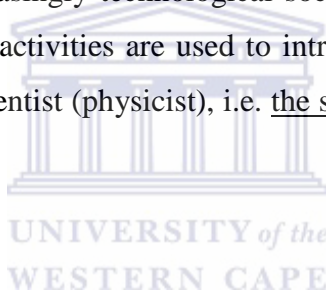 asingly technological soc
activities are used to intr
entist (physicist), i.e. the s
UNIVERSITY of the
WESTERN CAPE